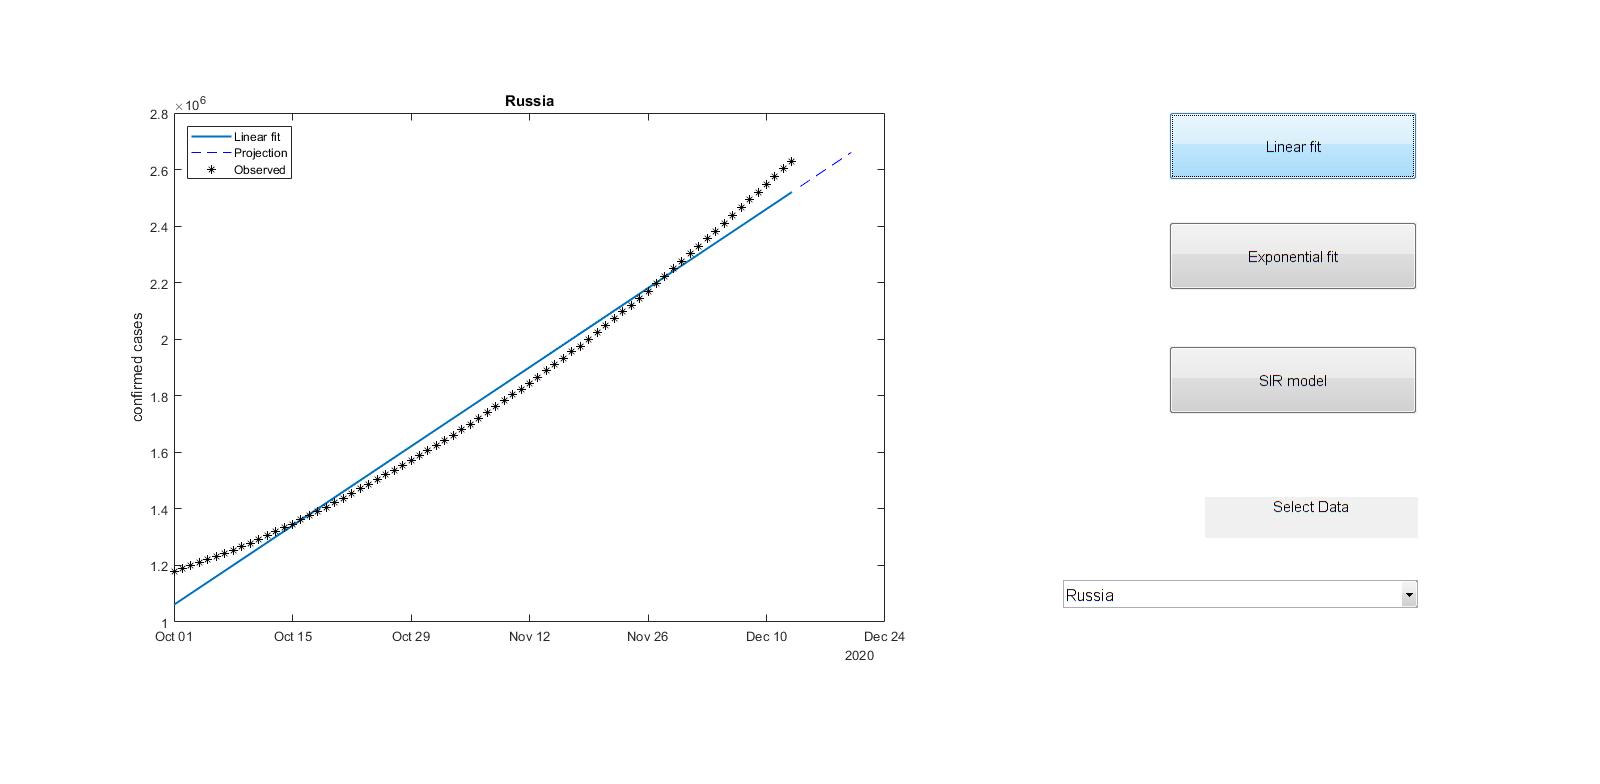 Russia
×10^6
2.8
2.6
2.4
2.2
2
1.8
1.6
1.4
1.2
1
confirmed cases
Linear fit
Projection
Observed
Oct 01 Oct 15 Oct 29 Nov 12 Nov 26 Dec 10 Dec 24
2020
Linear fit
Exponential fit
SIR model
Select Data
Russia